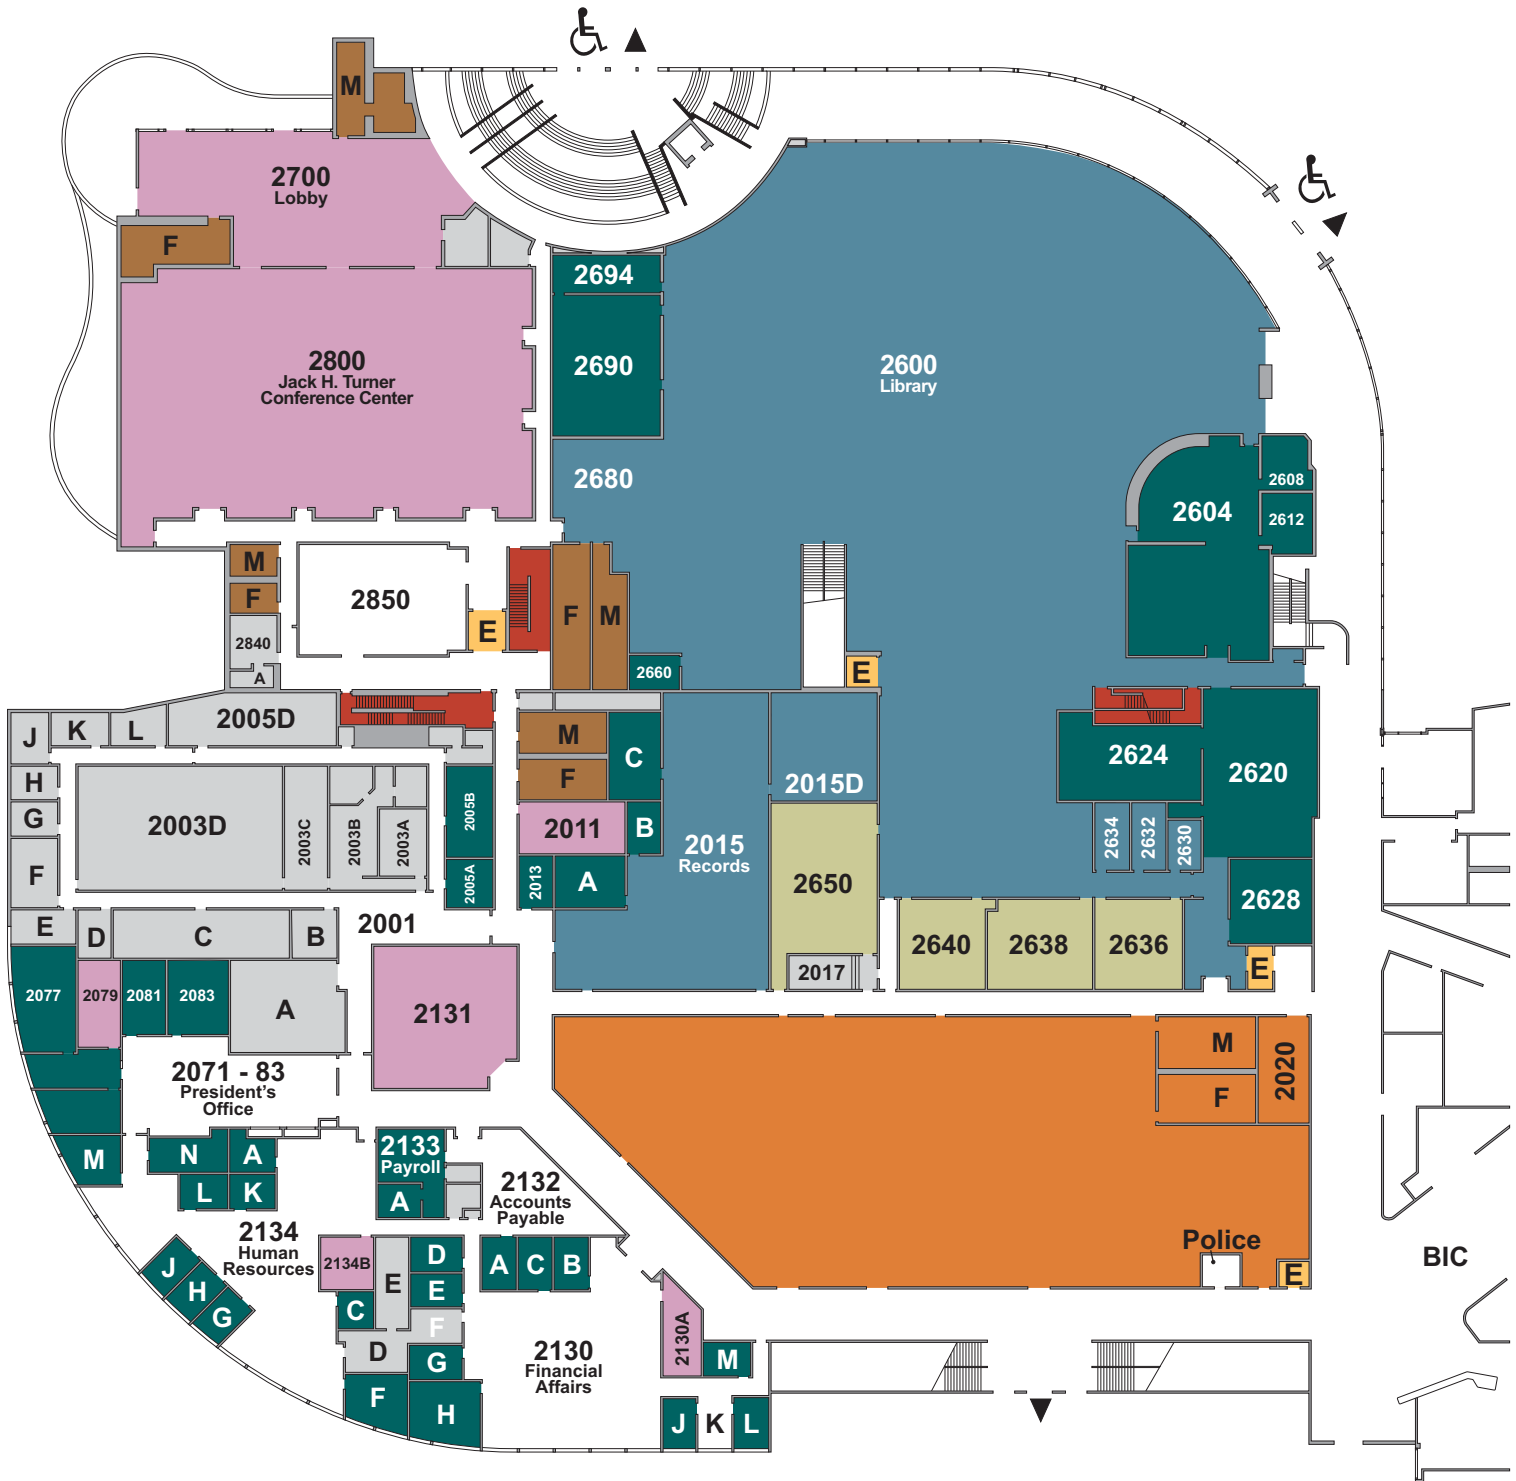 M
2700
Lobby
F
2694
2690
2800
Jack H. Turner
Conference Center
2600
Library
2680
2608
2604
2612
M
F
2850
E
F
M
2840
A
2660
E
J
K
L
2005D
M
C
2015D
2624
2620
H
G
F
2003D
2003C
2003B
2003A
2005B
2005A
F
2011
B
2013
A
2015
Records
2650
2634
2632
2630
2628
E
D
C
B
2001
2640
2638
2636
E
2017
2077
2079
2081
2083
A
2131
2071 - 83
President's
Office
M
F
2020
M
N
A
L
K
2133
Payroll
A
2132
Accounts
Payable
2134
Human
Resources
J
H
G
2134B
C
E
D
E
F
D
G
F
H
A
C
B
2130
Financial
Affairs
2130A
M
J
K
L
Police
E
BIC